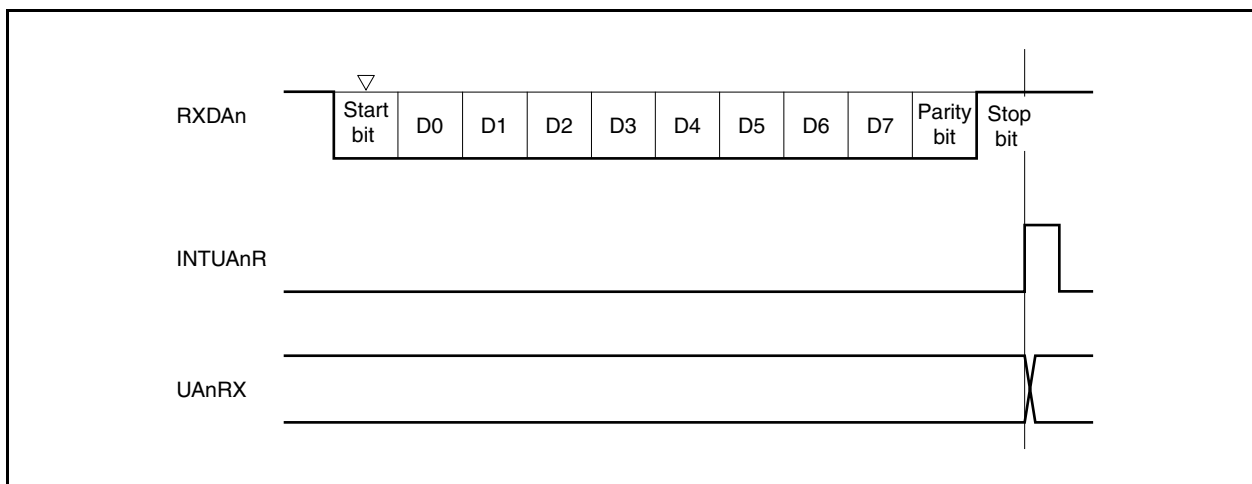 RXDAn
Start
bit
D0
D1
D2
D3
D4
D5
D6
D7
Parity
bit
Stop
bit
INTUAnR
UAnRX